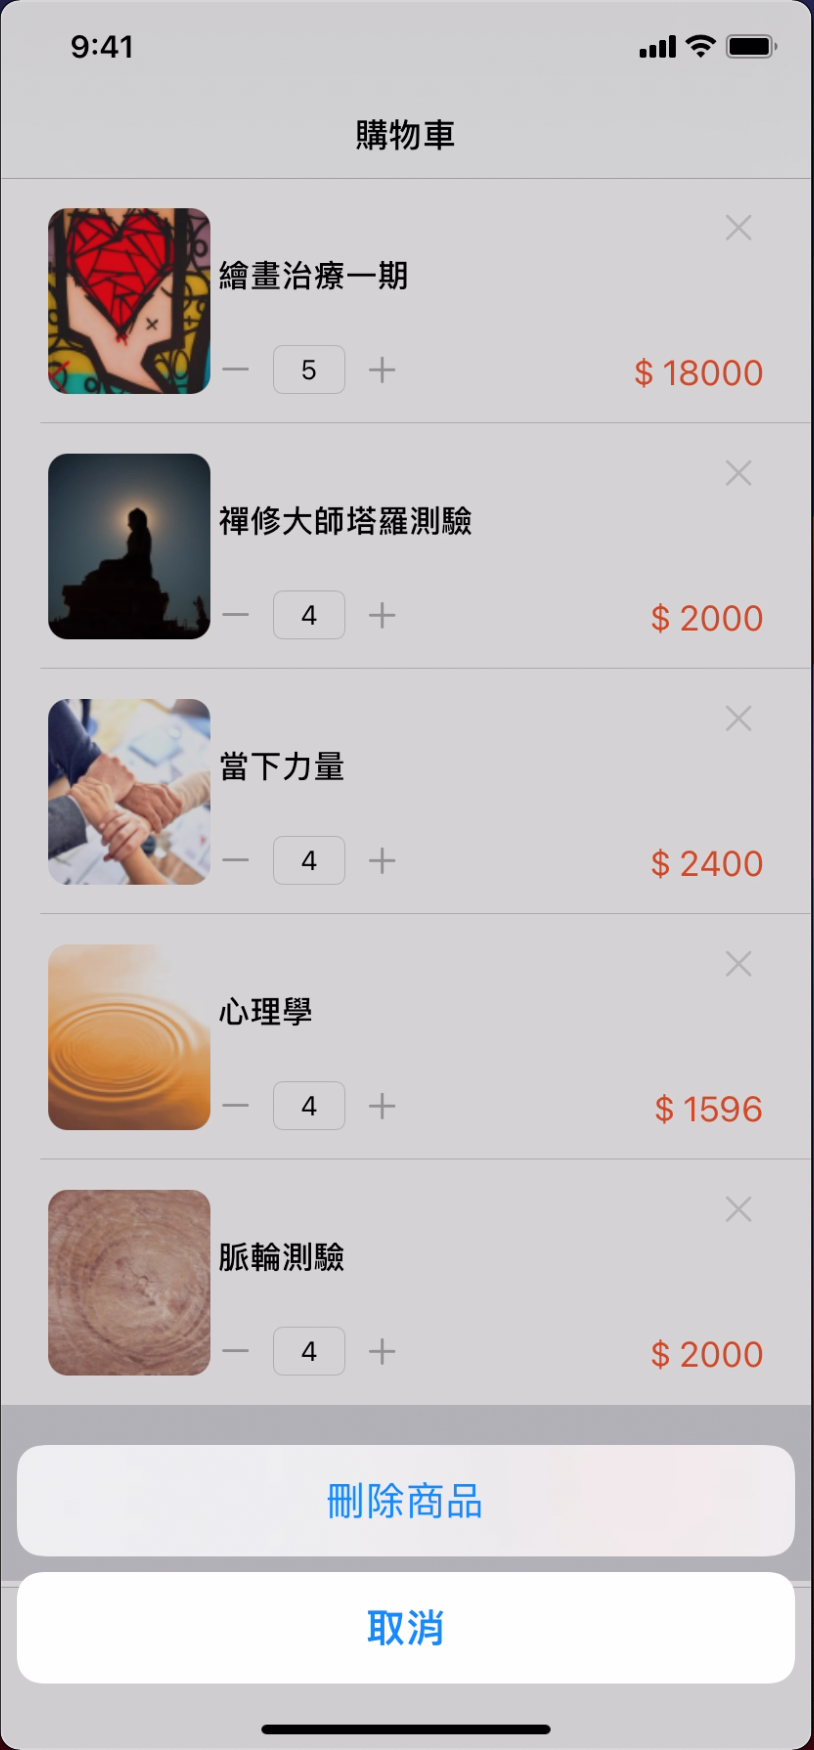 9:41
購物車
繪畫治療一期
5
$ 18000
禪修大師塔羅測驗
4
$ 2000
當下力量
4
$ 2400
心理學
4
$ 1596
脈輪測驗
4
$ 2000
刪除商品
取消